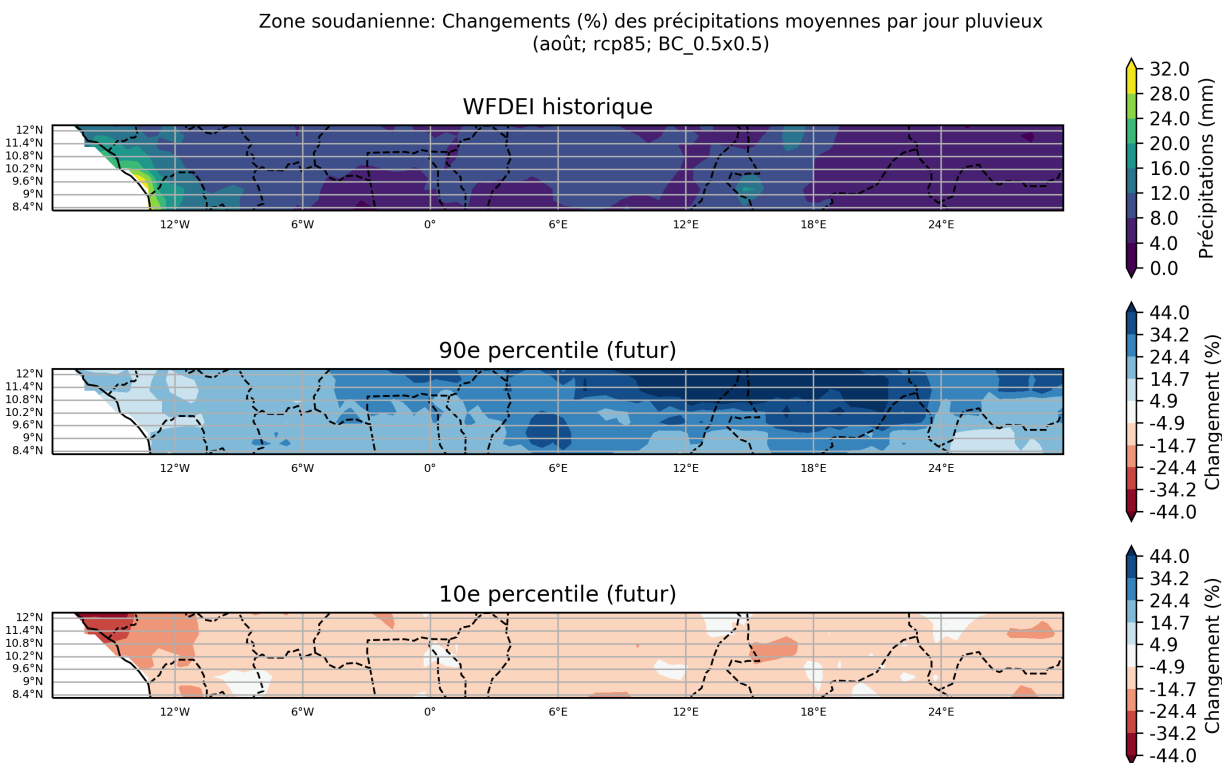 Zone soudanienne: Changements (%) des précipitations moyennes par jour pluvieux
(août; rcp85; BC_0.5x0.5)
WFDEI historique
12°N
11.4°N
10.8°N
10.2°N
9.6°N
9°N
8.4°N
12°W 6°W 0° 6°E 12°E 18°E 24°E
32.0
28.0
24.0
20.0
16.0
12.0
8.0
4.0
0.0
Précipitations (mm)
90e percentile (futur)
12°N
11.4°N
10.8°N
10.2°N
9.6°N
9°N
8.4°N
12°W 6°W 0° 6°E 12°E 18°E 24°E
44.0
34.2
24.4
14.7
4.9
-4.9
-14.7
-24.4
-34.2
-44.0
Changement (%)
10e percentile (futur)
12°N
11.4°N
10.8°N
10.2°N
9.6°N
9°N
8.4°N
12°W 6°W 0° 6°E 12°E 18°E 24°E
44.0
34.2
24.4
14.7
4.9
-4.9
-14.7
-24.4
-34.2
-44.0
Changement (%)